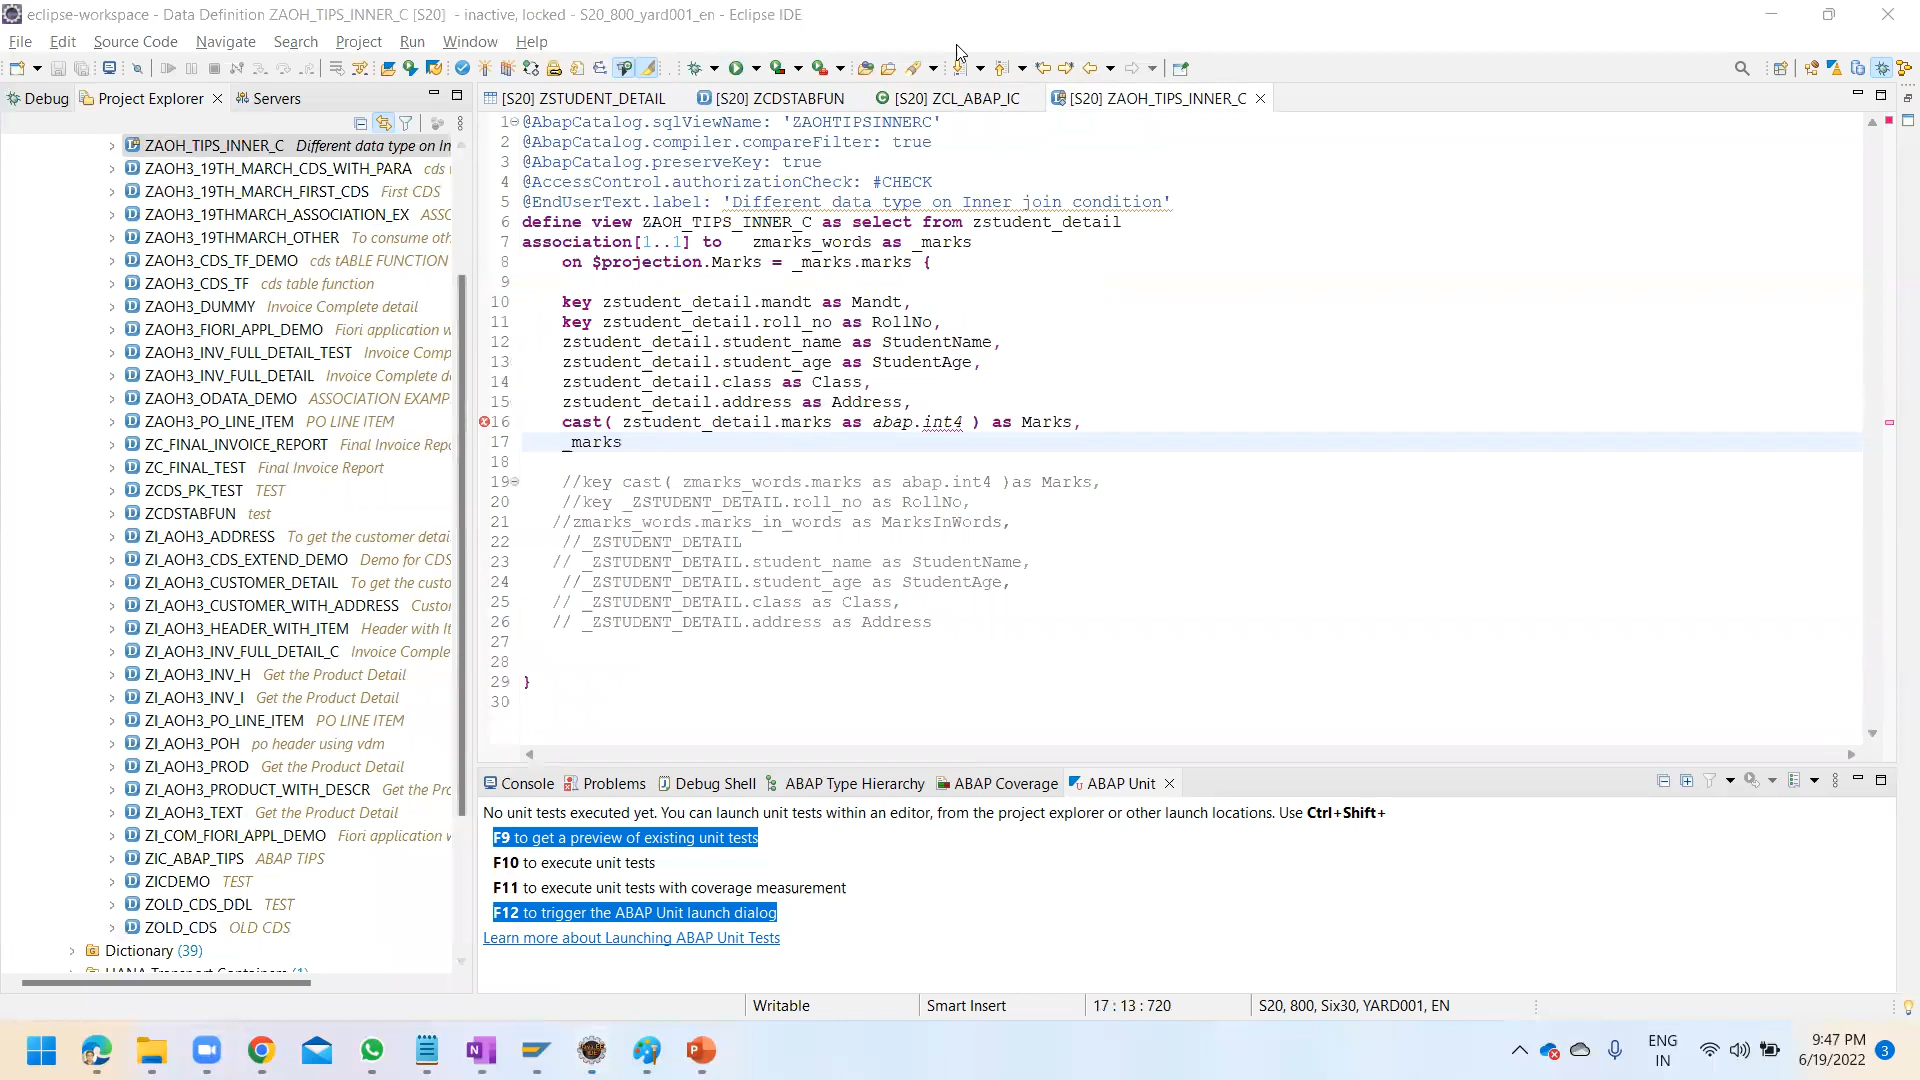 eclipse-workspace - Data Definition ZAOH_TIPS_INNER_C [S20]  - inactive, locked - S20_800_yard001_en - Eclipse IDE
File Edit Source Code Navigate Search Project Run Window Help
Debug Project Explorer Servers
[S20] ZSTUDENT_DETAIL [S20] ZCDSTABFUN [S20] ZCL_ABAP_IC [S20] ZAOH_TIPS_INNER_C
ZAOH_TIPS_INNER_C Different data type on In
ZAOH3_19TH_MARCH_CDS_WITH_PARA cds
ZAOH3_19TH_MARCH_FIRST_CDS First CDS
ZAOH3_19THMARCH_ASSOCIATION_EX ASSC
ZAOH3_19THMARCH_OTHER To consume oth
ZAOH3_CDS_TF_DEMO cds tABLE FUNCTION
ZAOH3_CDS_TF cds table function
ZAOH3_DUMMY Invoice Complete detail
ZAOH3_FIORI_APPL_DEMO Fiori application w
ZAOH3_INV_FULL_DETAIL_TEST Invoice Comp
ZAOH3_INV_FULL_DETAIL Invoice Complete d
ZAOH3_ODATA_DEMO ASSOCIATION EXAMP
ZAOH3_PO_LINE_ITEM PO LINE ITEM
ZC_FINAL_INVOICE_REPORT Final Invoice Repo
ZC_FINAL_TEST Final Invoice Report
ZCDS_PK_TEST TEST
ZCDSTABFUN test
ZI_AOH3_ADDRESS To get the customer detai
ZI_AOH3_CDS_EXTEND_DEMO Demo for CDS
ZI_AOH3_CUSTOMER_DETAIL To get the custo
ZI_AOH3_CUSTOMER_WITH_ADDRESS Custo
ZI_AOH3_HEADER_WITH_ITEM Header with It
ZI_AOH3_INV_FULL_DETAIL_C Invoice Comple
ZI_AOH3_INV_H Get the Product Detail
ZI_AOH3_INV_I Get the Product Detail
ZI_AOH3_PO_LINE_ITEM PO LINE ITEM
ZI_AOH3_POH po header using vdm
ZI_AOH3_PROD Get the Product Detail
ZI_AOH3_PRODUCT_WITH_DESCR Get the Pro
ZI_AOH3_TEXT Get the Product Detail
ZI_COM_FIORI_APPL_DEMO Fiori application w
ZIC_ABAP_TIPS ABAP TIPS
ZICDEMO TEST
ZOLD_CDS_DDL TEST
ZOLD_CDS OLD CDS
Dictionary (39)
1 @AbapCatalog.sqlViewName: 'ZAOHTIPSINNERC'
2 @AbapCatalog.compiler.compareFilter: true
3 @AbapCatalog.preserveKey: true
4 @AccessControl.authorizationCheck: #CHECK
5 @EndUserText.label: 'Different data type on Inner join condition'
6 define view ZAOH_TIPS_INNER_C as select from zstudent_detail
7 association[1..1] to   zmarks_words as _marks
8     on $projection.Marks = _marks.marks {
9
10     key zstudent_detail.mandt as Mandt,
11     key zstudent_detail.roll_no as RollNo,
12     zstudent_detail.student_name as StudentName,
13     zstudent_detail.student_age as StudentAge,
14     zstudent_detail.class as Class,
15     zstudent_detail.address as Address,
16     cast( zstudent_detail.marks as abap.int4 ) as Marks,
17     _marks
18
19     //key cast( zmarks_words.marks as abap.int4 )as Marks,
20     //key _ZSTUDENT_DETAIL.roll_no as RollNo,
21    //zmarks_words.marks_in_words as MarksInWords,
22     //_ZSTUDENT_DETAIL
23    // _ZSTUDENT_DETAIL.student_name as StudentName,
24     //_ZSTUDENT_DETAIL.student_age as StudentAge,
25    // _ZSTUDENT_DETAIL.class as Class,
26    // _ZSTUDENT_DETAIL.address as Address
27
28
29 }
30
Console Problems Debug Shell ABAP Type Hierarchy ABAP Coverage ABAP Unit
No unit tests executed yet. You can launch unit tests within an editor, from the project explorer or other launch locations. Use Ctrl+Shift+
F9 to get a preview of existing unit tests
F10 to execute unit tests
F11 to execute unit tests with coverage measurement
F12 to trigger the ABAP Unit launch dialog
Learn more about Launching ABAP Unit Tests
Writable Smart Insert 17 : 13 : 720 S20, 800, Six30, YARD001, EN
ENG IN 9:47 PM
6/19/2022 3